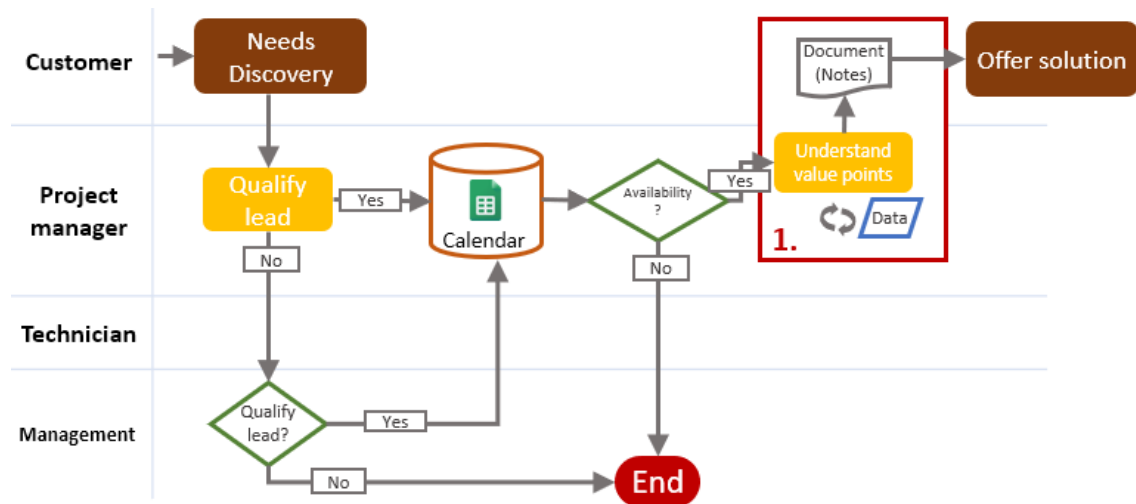 Customer
Needs
Discovery
Document
(Notes)
Offer solution
Project
manager
Qualify
lead
Yes
Calendar
Availability
?
Yes
Understand
value points
Data
1.
No
No
Technician
Management
Qualify
lead?
Yes
No
End